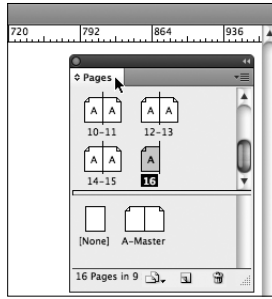 720 792 864 936
Pages
A A A A
10-11 12-13
A A A
14-15 16
[None] A-Master
16 Pages in 9